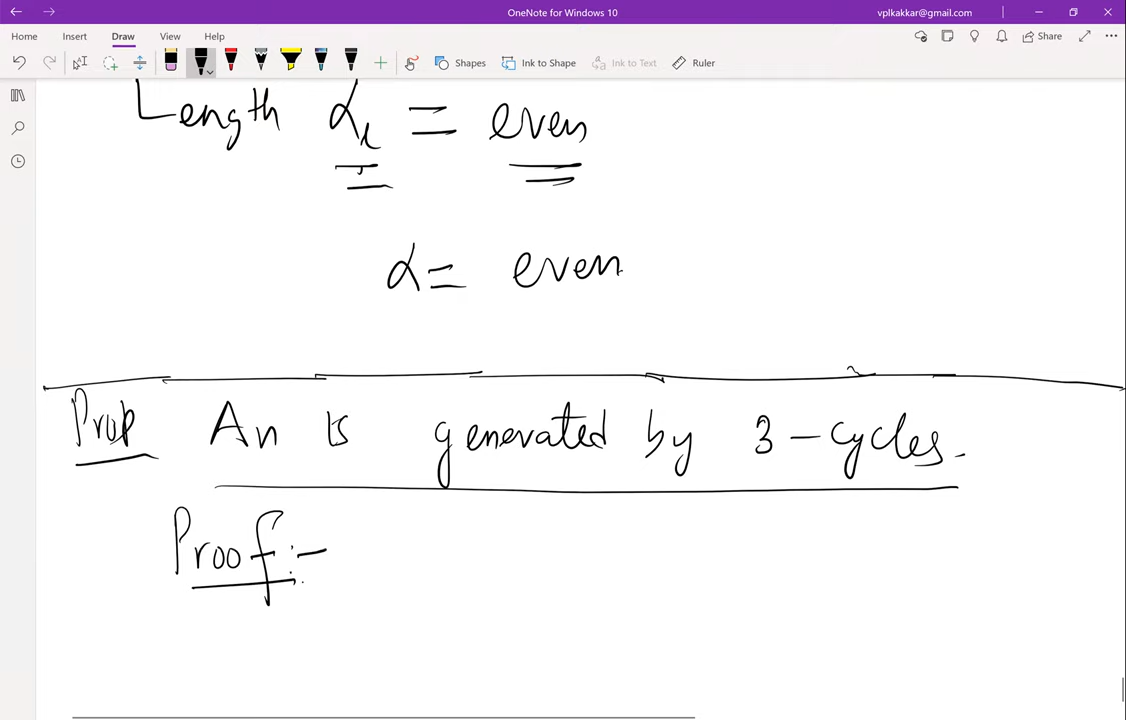 OneNote for Windows 10
vplkakkar@gmail.com
Home Insert Draw View Help
Shapes Ink to Shape Ink to Text Ruler
Share
Length αi = even
α = even
Prop An is generated by 3-cycles.
Proof:-